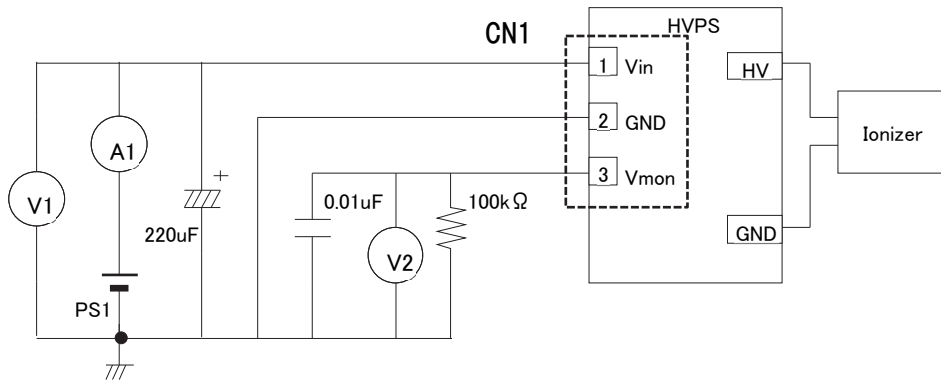 CN1
HVPS
1 Vin
HV
2 GND
A1
Ionizer
3 Vmon
+
V1
0.01uF
100kΩ
220uF
V2
GND
PS1